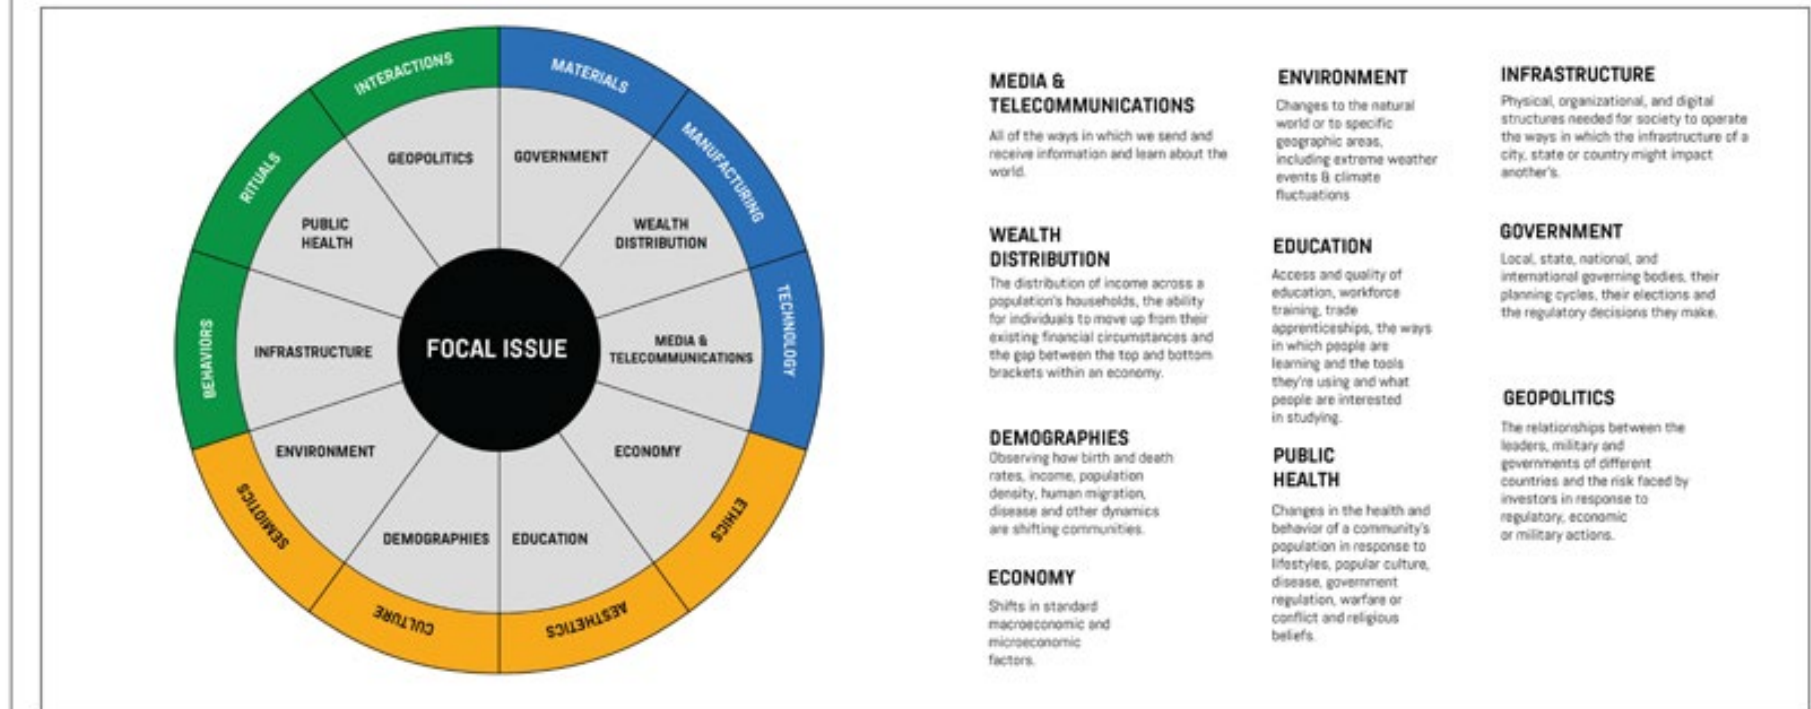 INTERACTIONS
MATERIALS
MANUFACTURING
TECHNOLOGY
ETHICS
AESTHETICS
CULTURE
SEMIOTICS
BEHAVIORS
RITUALS
GEOPOLITICS
GOVERNMENT
WEALTH
DISTRIBUTION
MEDIA &
TELECOMMUNICATIONS
ECONOMY
EDUCATION
DEMOGRAPHIES
ENVIRONMENT
INFRASTRUCTURE
PUBLIC
HEALTH
FOCAL ISSUE
MEDIA &
TELECOMMUNICATIONS
All of the ways in which we send and
receive information and learn about the
world.
WEALTH
DISTRIBUTION
The distribution of income across a
population's households, the ability
for individuals to move up from their
existing financial circumstances and
the gap between the top and bottom
brackets within an economy.
DEMOGRAPHIES
Observing how birth and death
rates, income, population
density, human migration,
disease and other dynamics
are shifting communities.
ECONOMY
Shifts in standard
macroeconomic and
microeconomic
factors.
ENVIRONMENT
Changes to the natural
world or to specific
geographic areas,
including extreme weather
events & climate
fluctuations
EDUCATION
Access and quality of
education, workforce
training, trade
apprenticeships, the ways
in which people are
learning and the tools
they're using and what
people are interested
in studying.
PUBLIC
HEALTH
Changes in the health and
behavior of a community's
population in response to
lifestyles, popular culture,
disease, government
regulation, warfare or
conflict and religious
beliefs.
INFRASTRUCTURE
Physical, organizational, and digital
structures needed for society to operate
the ways in which the infrastructure of a
city, state or country might impact
another's.
GOVERNMENT
Local, state, national, and
international governing bodies, their
planning cycles, their elections and
the regulatory decisions they make.
GEOPOLITICS
The relationships between the
leaders, military and
governments of different
countries and the risk faced by
investors in response to
regulatory, economic
or military actions.